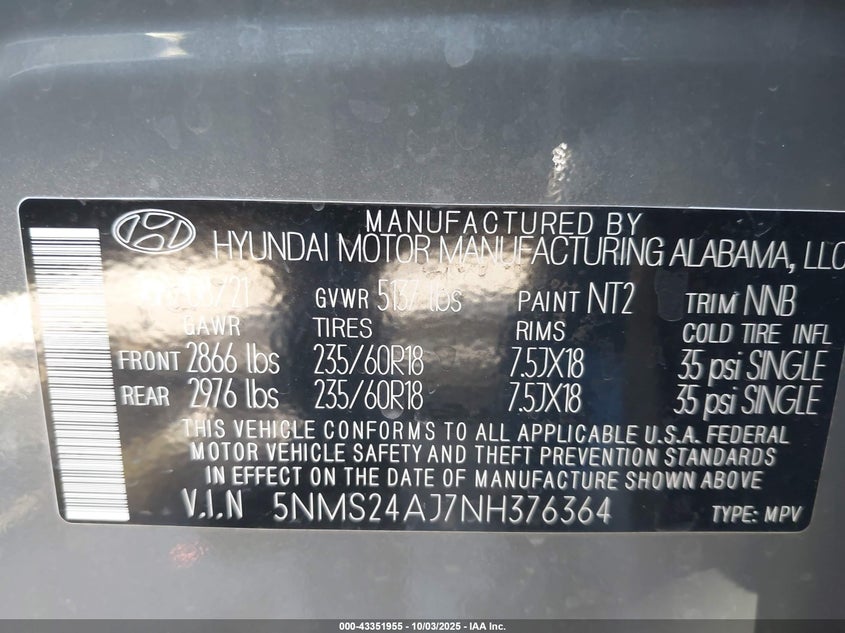 MANUFACTURED BY
HYUNDAI MOTOR MANUFACTURING ALABAMA, LLC
/21 GVWR 5137 lbs PAINT NT2 TRIM NNB
GAWR TIRES RIMS COLD TIRE INFL
FRONT 2866 lbs 235/60R18 7.5JX18 35 psi SINGLE
REAR 2976 lbs 235/60R18 7.5JX18 35 psi SINGLE
THIS VEHICLE CONFORMS TO ALL APPLICABLE U.S.A. FEDERAL
MOTOR VEHICLE SAFETY AND THEFT PREVENTION STANDARDS
IN EFFECT ON THE DATE OF MANUFACTURE SHOWN ABOVE
V.I.N 5NMS24AJ7NH376364 TYPE: MPV
000-43351955 - 10/03/2025 - IAA Inc.